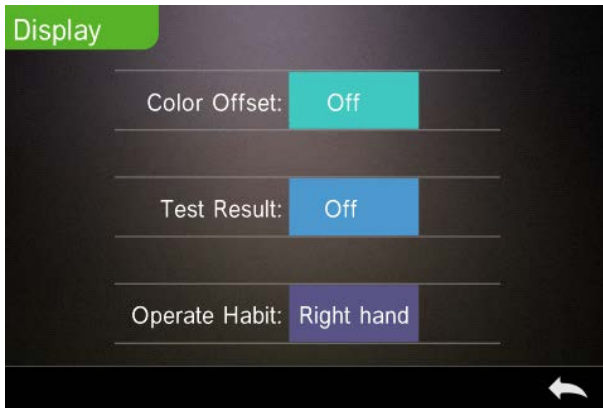 Display
Color Offset: Off
Test Result: Off
Operate Habit: Right hand